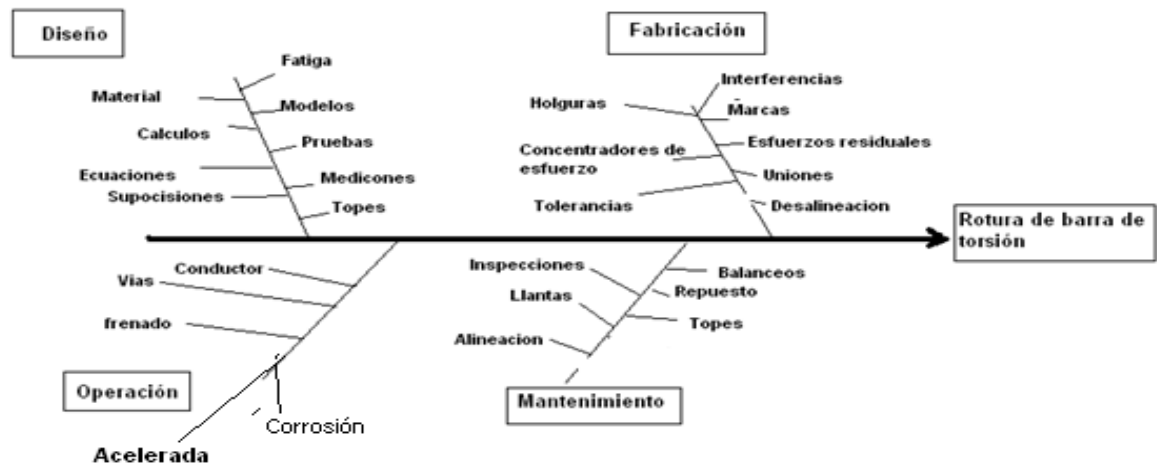 Diseño
Fabricación
Fatiga
Material
Modelos
Calculos
Pruebas
Ecuaciones
Medicones
Supocisiones
Topes
Interferencias
Holguras
Marcas
Esfuerzos residuales
Concentradores de
esfuerzo
Uniones
Tolerancias
Desalineacion
Rotura de barra de
torsión
Conductor
Vias
frenado
Operación
Corrosión
Acelerada
Inspecciones
Balanceos
Llantas
Repuesto
Topes
Alineacion
Mantenimiento